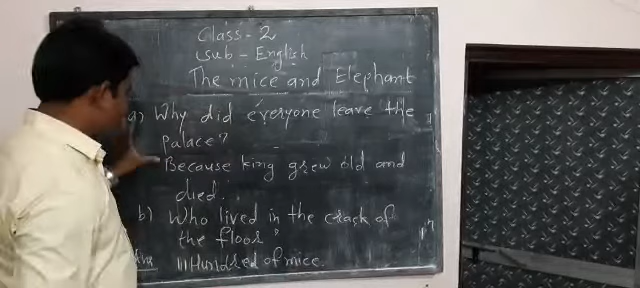 Class - 2
Sub - English
The mice and Elephant
a) Why did everyone leave the
palace?
Because king grew old and
died.
b) Who lived in the crack of
the floor?
Hundred of mice.